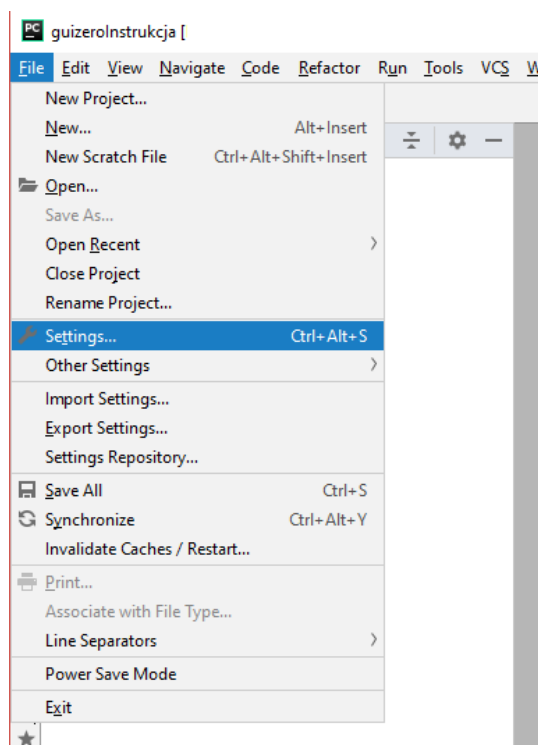 PC guizeroInstrukcja [
File Edit View Navigate Code Refactor Run Tools VCS W
New Project...
New... Alt+Insert
New Scratch File Ctrl+Alt+Shift+Insert
Open...
Save As...
Open Recent
Close Project
Rename Project...
Settings... Ctrl+Alt+S
Other Settings
Import Settings...
Export Settings...
Settings Repository...
Save All Ctrl+S
Synchronize Ctrl+Alt+Y
Invalidate Caches / Restart...
Print...
Associate with File Type...
Line Separators
Power Save Mode
Exit